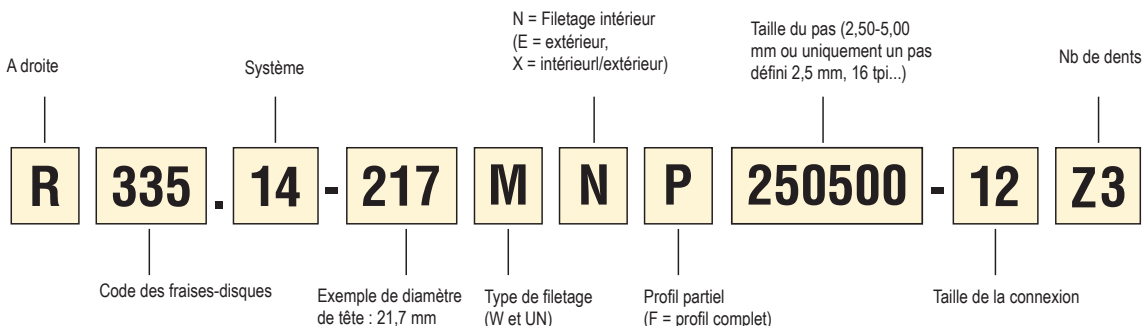 N = Filetage intérieur
(E = extérieur,
X = intérieurl/extérieur)
Taille du pas (2,50-5,00
mm ou uniquement un pas
défini 2,5 mm, 16 tpi...)
A droite
Système
Nb de dents
R 335.14-217 M N P 250500-12 Z3
Code des fraises-disques
Exemple de diamètre
de tête : 21,7 mm
Type de filetage
(W et UN)
Profil partiel
(F = profil complet)
Taille de la connexion